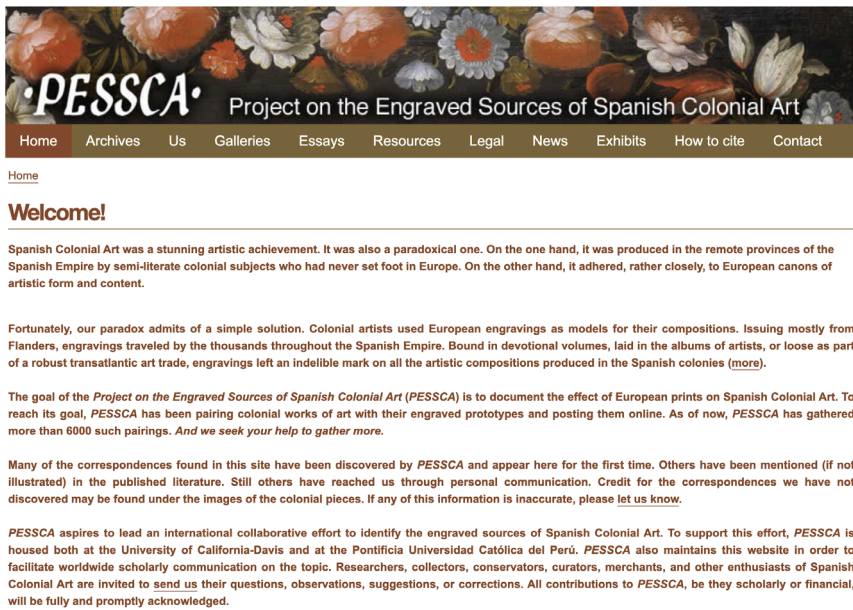 ·PESSCA· Project on the Engraved Sources of Spanish Colonial Art
Home Archives Us Galleries Essays Resources Legal News Exhibits How to cite Contact
Home
Welcome!
Spanish Colonial Art was a stunning artistic achievement. It was also a paradoxical one. On the one hand, it was produced in the remote provinces of the
Spanish Empire by semi-literate colonial subjects who had never set foot in Europe. On the other hand, it adhered, rather closely, to European canons of
artistic form and content.
Fortunately, our paradox admits of a simple solution. Colonial artists used European engravings as models for their compositions. Issuing mostly from
Flanders, engravings traveled by the thousands throughout the Spanish Empire. Bound in devotional volumes, laid in the albums of artists, or loose as part
of a robust transatlantic art trade, engravings left an indelible mark on all the artistic compositions produced in the Spanish colonies (more).
The goal of the Project on the Engraved Sources of Spanish Colonial Art (PESSCA) is to document the effect of European prints on Spanish Colonial Art. To
reach its goal, PESSCA has been pairing colonial works of art with their engraved prototypes and posting them online. As of now, PESSCA has gathered
more than 6000 such pairings. And we seek your help to gather more.
Many of the correspondences found in this site have been discovered by PESSCA and appear here for the first time. Others have been mentioned (if not
illustrated) in the published literature. Still others have reached us through personal communication. Credit for the correspondences we have not
discovered may be found under the images of the colonial pieces. If any of this information is inaccurate, please let us know.
PESSCA aspires to lead an international collaborative effort to identify the engraved sources of Spanish Colonial Art. To support this effort, PESSCA is
housed both at the University of California-Davis and at the Pontificia Universidad Católica del Perú. PESSCA also maintains this website in order to
facilitate worldwide scholarly communication on the topic. Researchers, collectors, conservators, curators, merchants, and other enthusiasts of Spanish
Colonial Art are invited to send us their questions, observations, suggestions, or corrections. All contributions to PESSCA, be they scholarly or financial,
will be fully and promptly acknowledged.